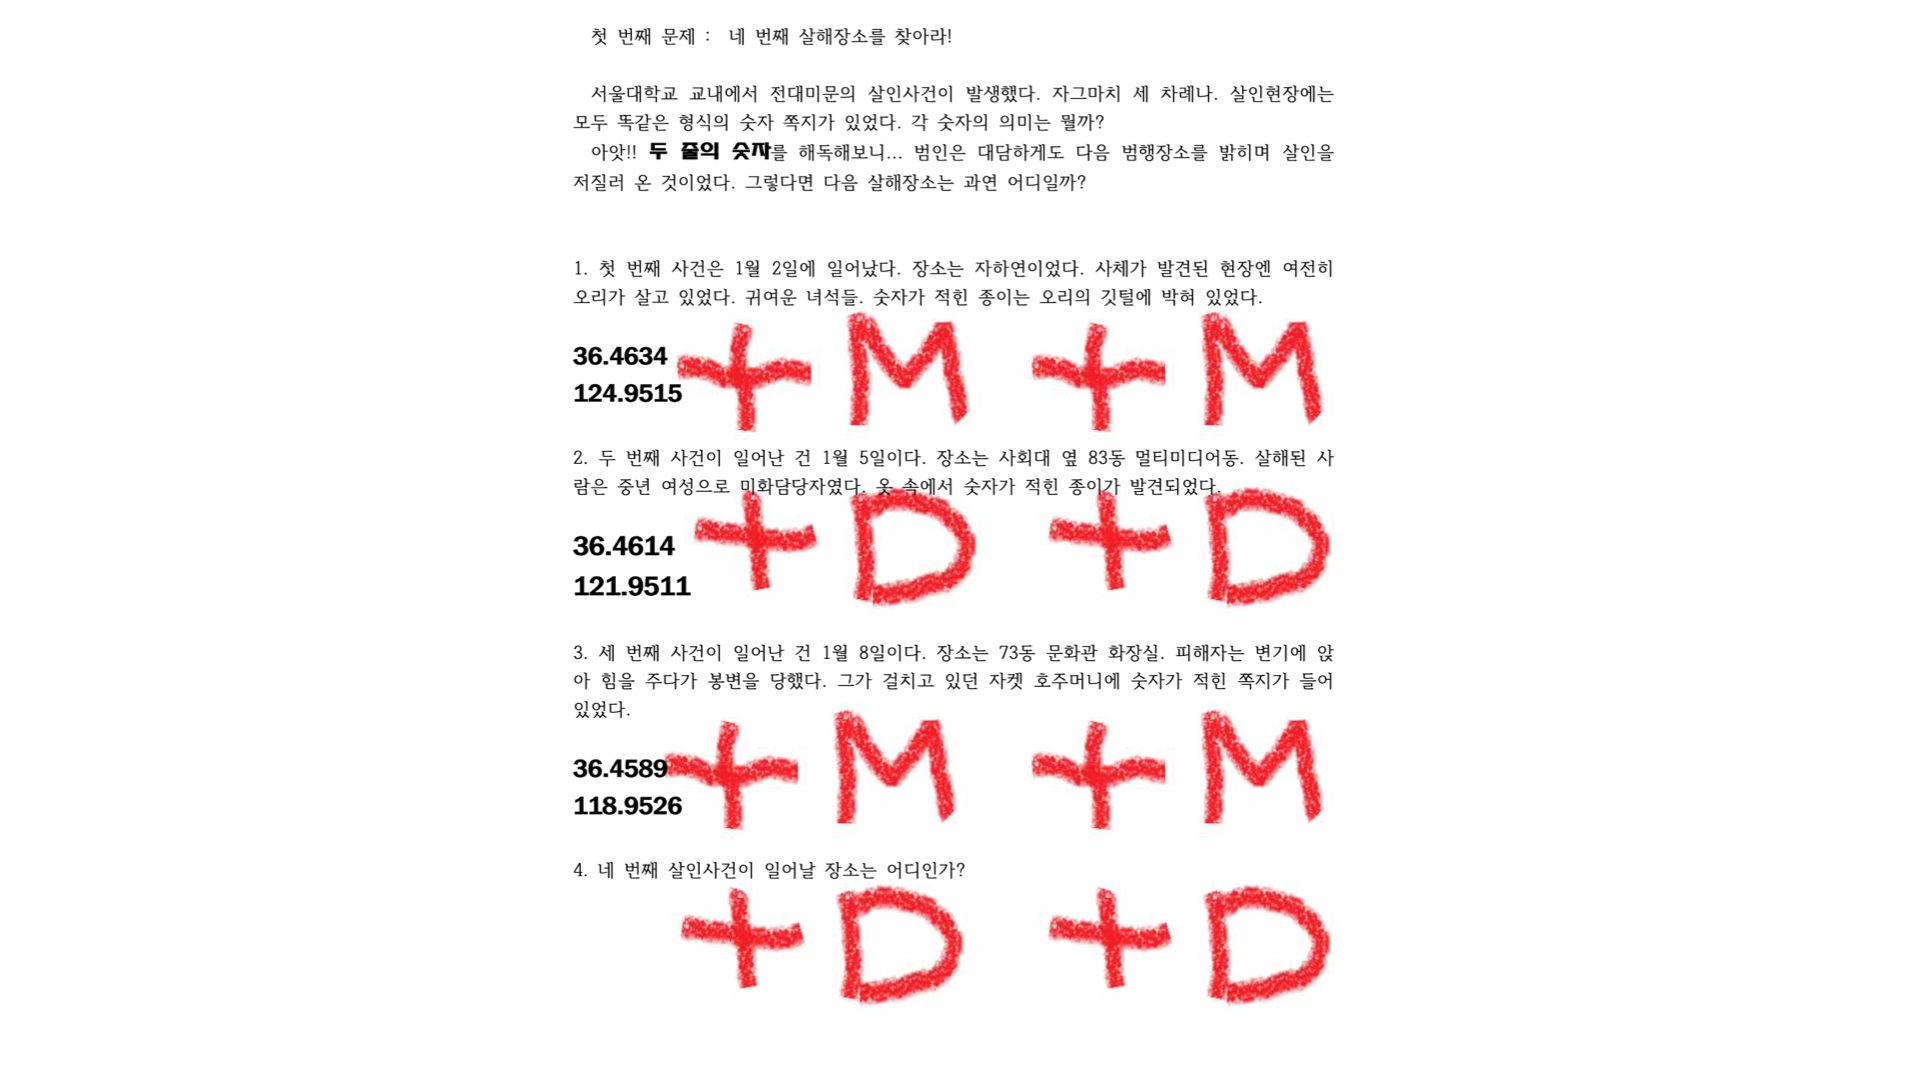 첫 번째 문제 : 네 번째 살해장소를 찾아라!
서울대학교 교내에서 전대미문의 살인사건이 발생했다. 자그마치 세 차례나. 살인현장에는
모두 똑같은 형식의 숫자 쪽지가 있었다. 각 숫자의 의미는 뭘까?
아앗!! 두 줄의 숫자를 해독해보니... 범인은 대담하게도 다음 범행장소를 밝히며 살인을
저질러 온 것이었다. 그렇다면 다음 살해장소는 과연 어디일까?
1. 첫 번째 사건은 1월 2일에 일어났다. 장소는 자하연이었다. 사체가 발견된 현장엔 여전히
오리가 살고 있었다. 귀여운 녀석들. 숫자가 적힌 종이는 오리의 깃털에 박혀 있었다.
36.4634
124.9515
+ M + M
2. 두 번째 사건이 일어난 건 1월 5일이다. 장소는 사회대 옆 83동 멀티미디어동. 살해된 사
람은 중년 여성으로 미화담당자였다. 옷 속에서 숫자가 적힌 종이가 발견되었다.
36.4614
121.9511
+ D + D
3. 세 번째 사건이 일어난 건 1월 8일이다. 장소는 73동 문화관 화장실. 피해자는 변기에 앉
아 힘을 주다가 봉변을 당했다. 그가 걸치고 있던 자켓 호주머니에 숫자가 적힌 쪽지가 들어
있었다.
36.4589
118.9526
+ M + M
4. 네 번째 살인사건이 일어날 장소는 어디인가?
+ D + D